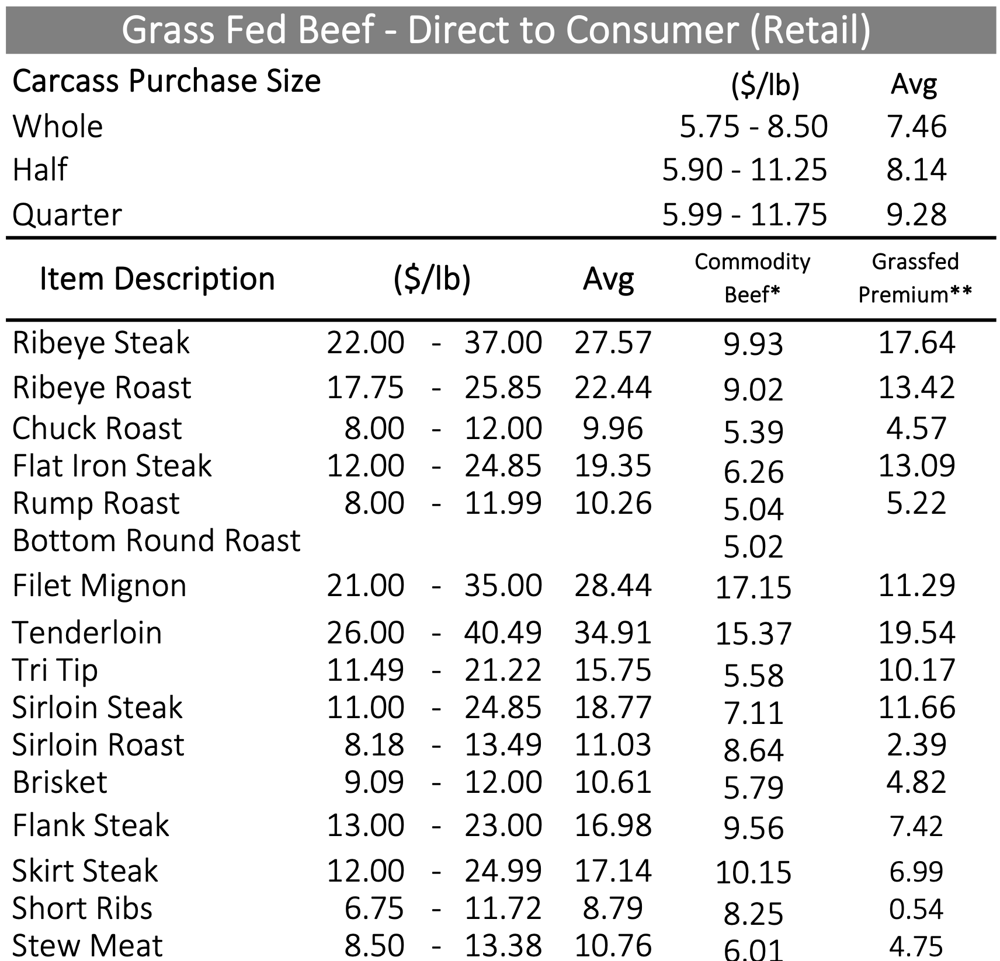 Grass Fed Beef - Direct to Consumer (Retail)
Carcass Purchase Size ($/lb) Avg
Whole 5.75 - 8.50 7.46
Half 5.90 - 11.25 8.14
Quarter 5.99 - 11.75 9.28
Item Description ($/lb) Avg Commodity Beef* Grassfed Premium**
Ribeye Steak 22.00 - 37.00 27.57 9.93 17.64
Ribeye Roast 17.75 - 25.85 22.44 9.02 13.42
Chuck Roast 8.00 - 12.00 9.96 5.39 4.57
Flat Iron Steak 12.00 - 24.85 19.35 6.26 13.09
Rump Roast 8.00 - 11.99 10.26 5.04 5.22
Bottom Round Roast 5.02
Filet Mignon 21.00 - 35.00 28.44 17.15 11.29
Tenderloin 26.00 - 40.49 34.91 15.37 19.54
Tri Tip 11.49 - 21.22 15.75 5.58 10.17
Sirloin Steak 11.00 - 24.85 18.77 7.11 11.66
Sirloin Roast 8.18 - 13.49 11.03 8.64 2.39
Brisket 9.09 - 12.00 10.61 5.79 4.82
Flank Steak 13.00 - 23.00 16.98 9.56 7.42
Skirt Steak 12.00 - 24.99 17.14 10.15 6.99
Short Ribs 6.75 - 11.72 8.79 8.25 0.54
Stew Meat 8.50 - 13.38 10.76 6.01 4.75